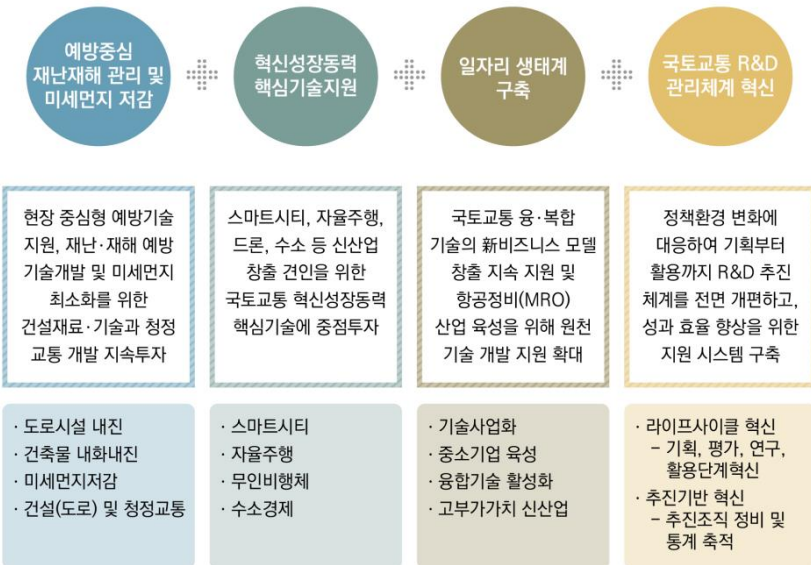 예방중심
재난재해 관리 및
미세먼지 저감
혁신성장동력
핵심기술지원
일자리 생태계
구축
국토교통 R&D
관리체계 혁신
현장 중심형 예방기술
지원, 재난·재해 예방
기술개발 및 미세먼지
최소화를 위한
건설재료·기술과 청정
교통 개발 지속투자
스마트시티, 자율주행,
드론, 수소 등 신산업
창출 견인을 위한
국토교통 혁신성장동력
핵심기술에 중점투자
국토교통 융·복합
기술의 新비즈니스 모델
창출 지속 지원 및
항공정비(MRO)
산업 육성을 위해 원천
기술 개발 지원 확대
정책환경 변화에
대응하여 기획부터
활용까지 R&D 추진
체계를 전면 개편하고,
성과 효율 향상을 위한
지원 시스템 구축
· 도로시설 내진
· 건축물 내화내진
· 미세먼지저감
· 건설(도로) 및 청정교통
· 스마트시티
· 자율주행
· 무인비행체
· 수소경제
· 기술사업화
· 중소기업 육성
· 융합기술 활성화
· 고부가가치 신산업
· 라이프사이클 혁신
– 기획, 평가, 연구,
활용단계혁신
· 추진기반 혁신
– 추진조직 정비 및
통계 축적